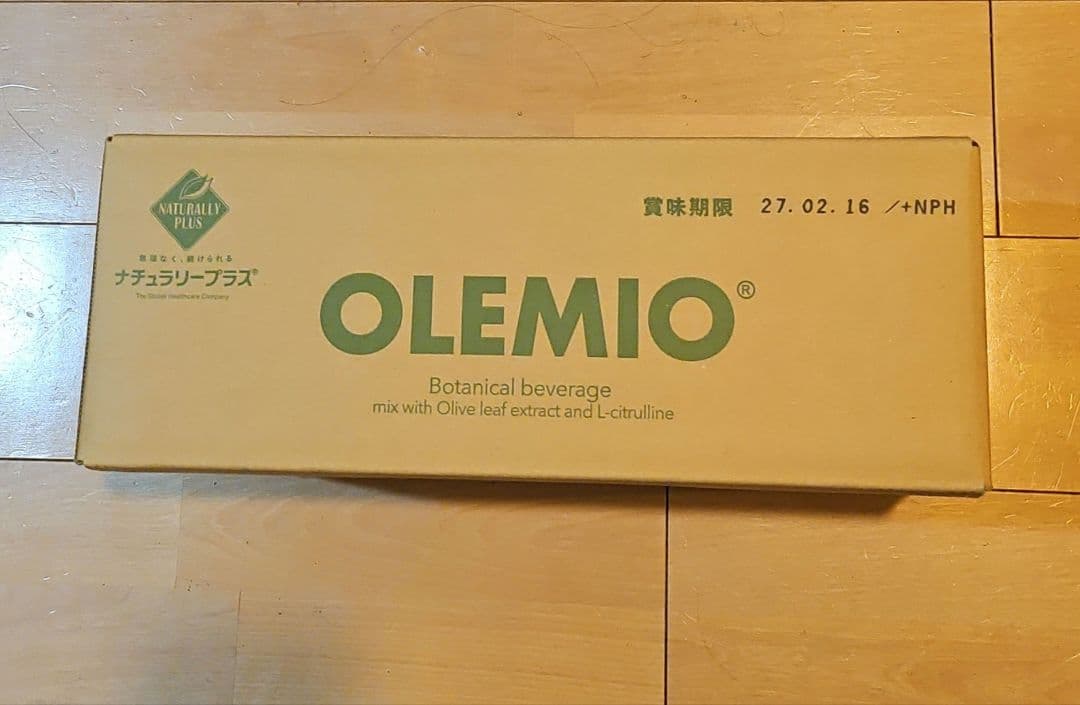 NATURALLY
PLUS
無理なく、続けられる
ナチュラリープラス®
The Global Healthcare Company
賞味期限 27.02.16 /+NPH
OLEMIO®
Botanical beverage
mix with Olive leaf extract and L-citrulline